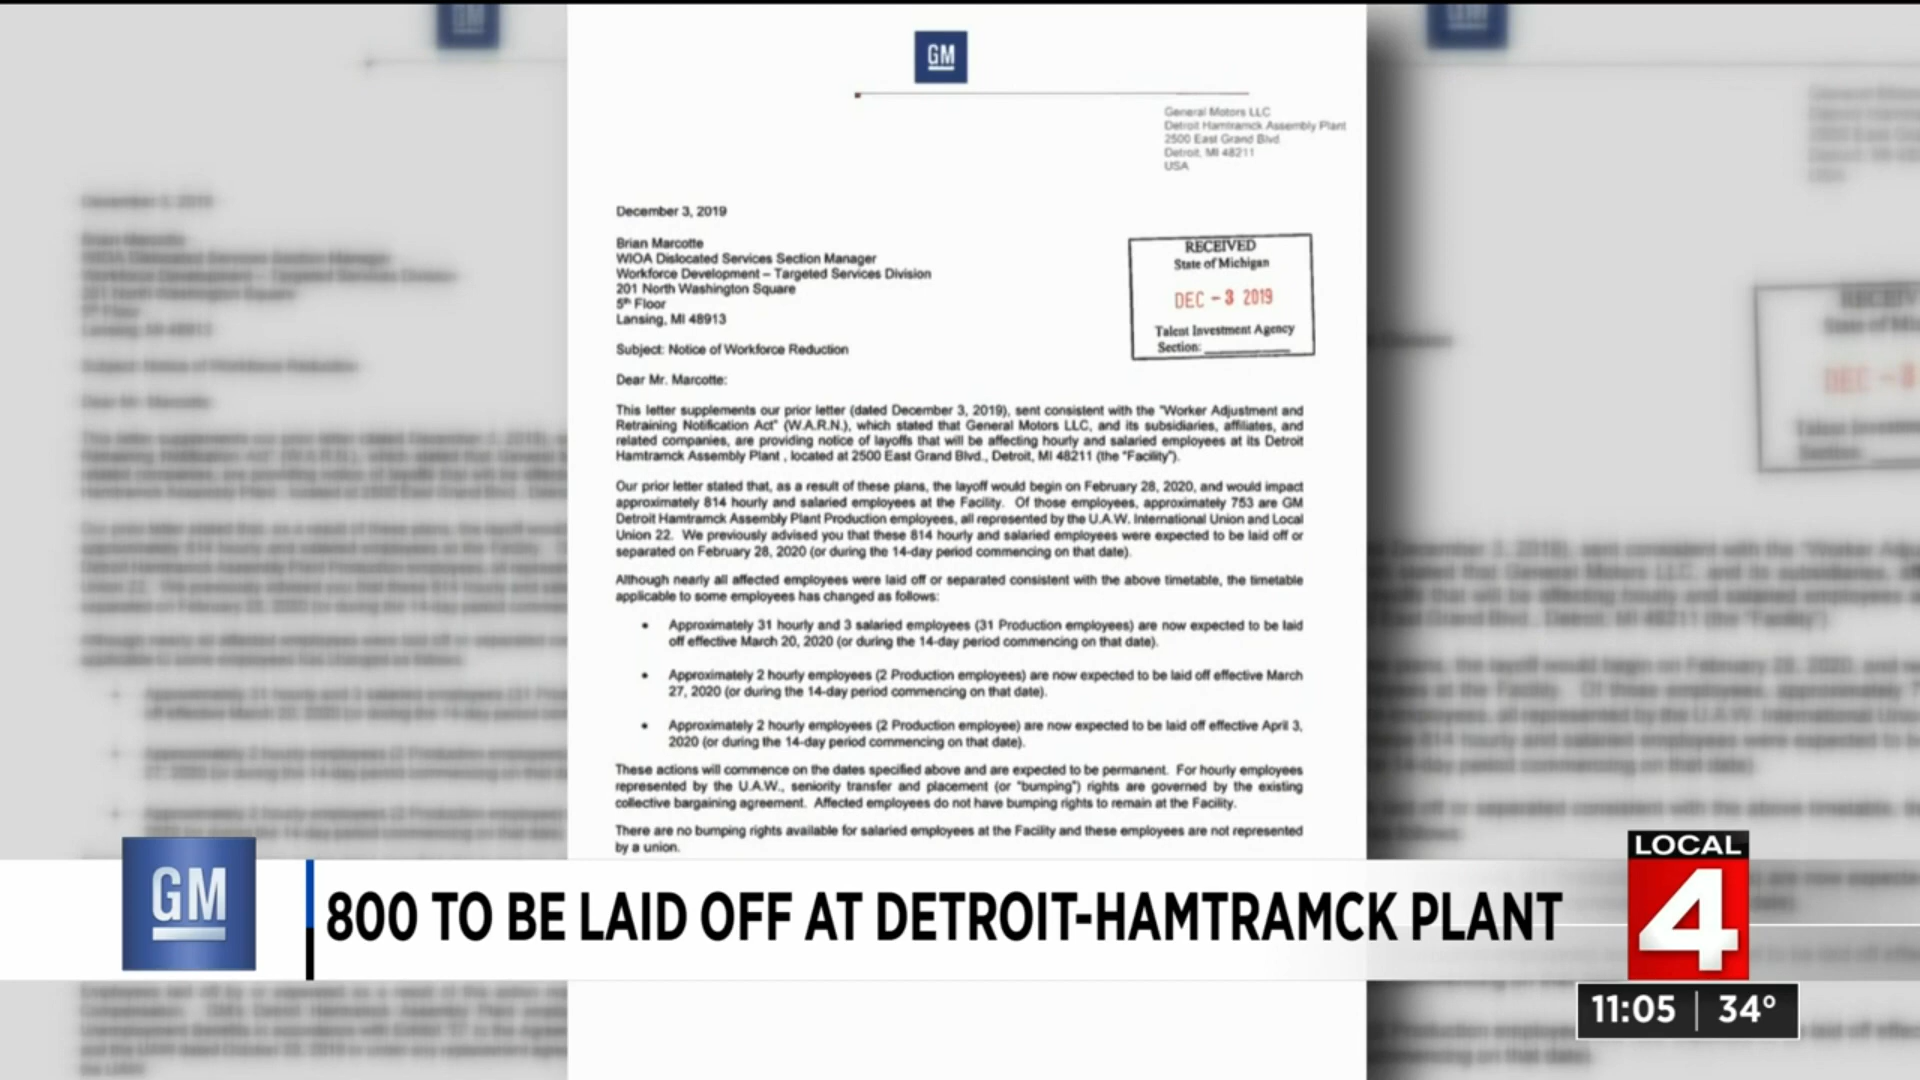 GM
General Motors LLC
Detroit Hamtramck Assembly Plant
2500 East Grand Blvd.
Detroit, MI 48211
USA
December 3, 2019
Brian Marcotte
WIOA Dislocated Services Section Manager
Workforce Development – Targeted Services Division
201 North Washington Square
5th Floor
Lansing, MI 48913
RECEIVED
State of Michigan
DEC - 3 2019
Talent Investment Agency
Section: ___________
Subject: Notice of Workforce Reduction
Dear Mr. Marcotte:
This letter supplements our prior letter (dated December 3, 2019), sent consistent with the "Worker Adjustment and
Retraining Notification Act" (W.A.R.N.), which stated that General Motors LLC, and its subsidiaries, affiliates, and
related companies, are providing notice of layoffs that will be affecting hourly and salaried employees at its Detroit
Hamtramck Assembly Plant , located at 2500 East Grand Blvd., Detroit, MI 48211 (the "Facility").
Our prior letter stated that, as a result of these plans, the layoff would begin on February 28, 2020, and would impact
approximately 814 hourly and salaried employees at the Facility. Of those employees, approximately 753 are GM
Detroit Hamtramck Assembly Plant Production employees, all represented by the U.A.W. International Union and Local
Union 22. We previously advised you that these 814 hourly and salaried employees were expected to be laid off or
separated on February 28, 2020 (or during the 14-day period commencing on that date).
Although nearly all affected employees were laid off or separated consistent with the above timetable, the timetable
applicable to some employees has changed as follows:
• Approximately 31 hourly and 3 salaried employees (31 Production employees) are now expected to be laid
off effective March 20, 2020 (or during the 14-day period commencing on that date).
• Approximately 2 hourly employees (2 Production employees) are now expected to be laid off effective March
27, 2020 (or during the 14-day period commencing on that date).
• Approximately 2 hourly employees (2 Production employee) are now expected to be laid off effective April 3,
2020 (or during the 14-day period commencing on that date).
These actions will commence on the dates specified above and are expected to be permanent. For hourly employees
represented by the U.A.W., seniority transfer and placement (or "bumping") rights are governed by the existing
collective bargaining agreement. Affected employees do not have bumping rights to remain at the Facility.
There are no bumping rights available for salaried employees at the Facility and these employees are not represented
by a union.
GM
800 TO BE LAID OFF AT DETROIT-HAMTRAMCK PLANT
LOCAL
4
11:05 34°